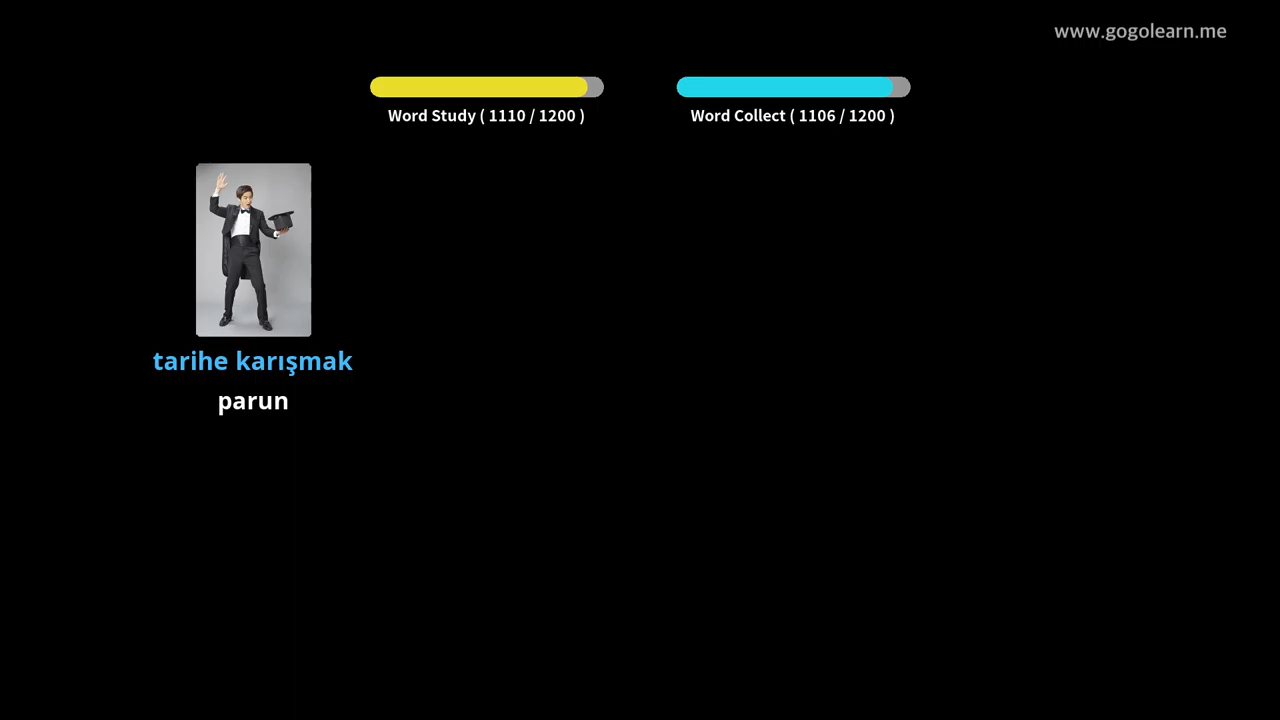 www.gogolearn.me
Word Study ( 1110 / 1200 )
Word Collect ( 1106 / 1200 )
tarihe karışmak
parun